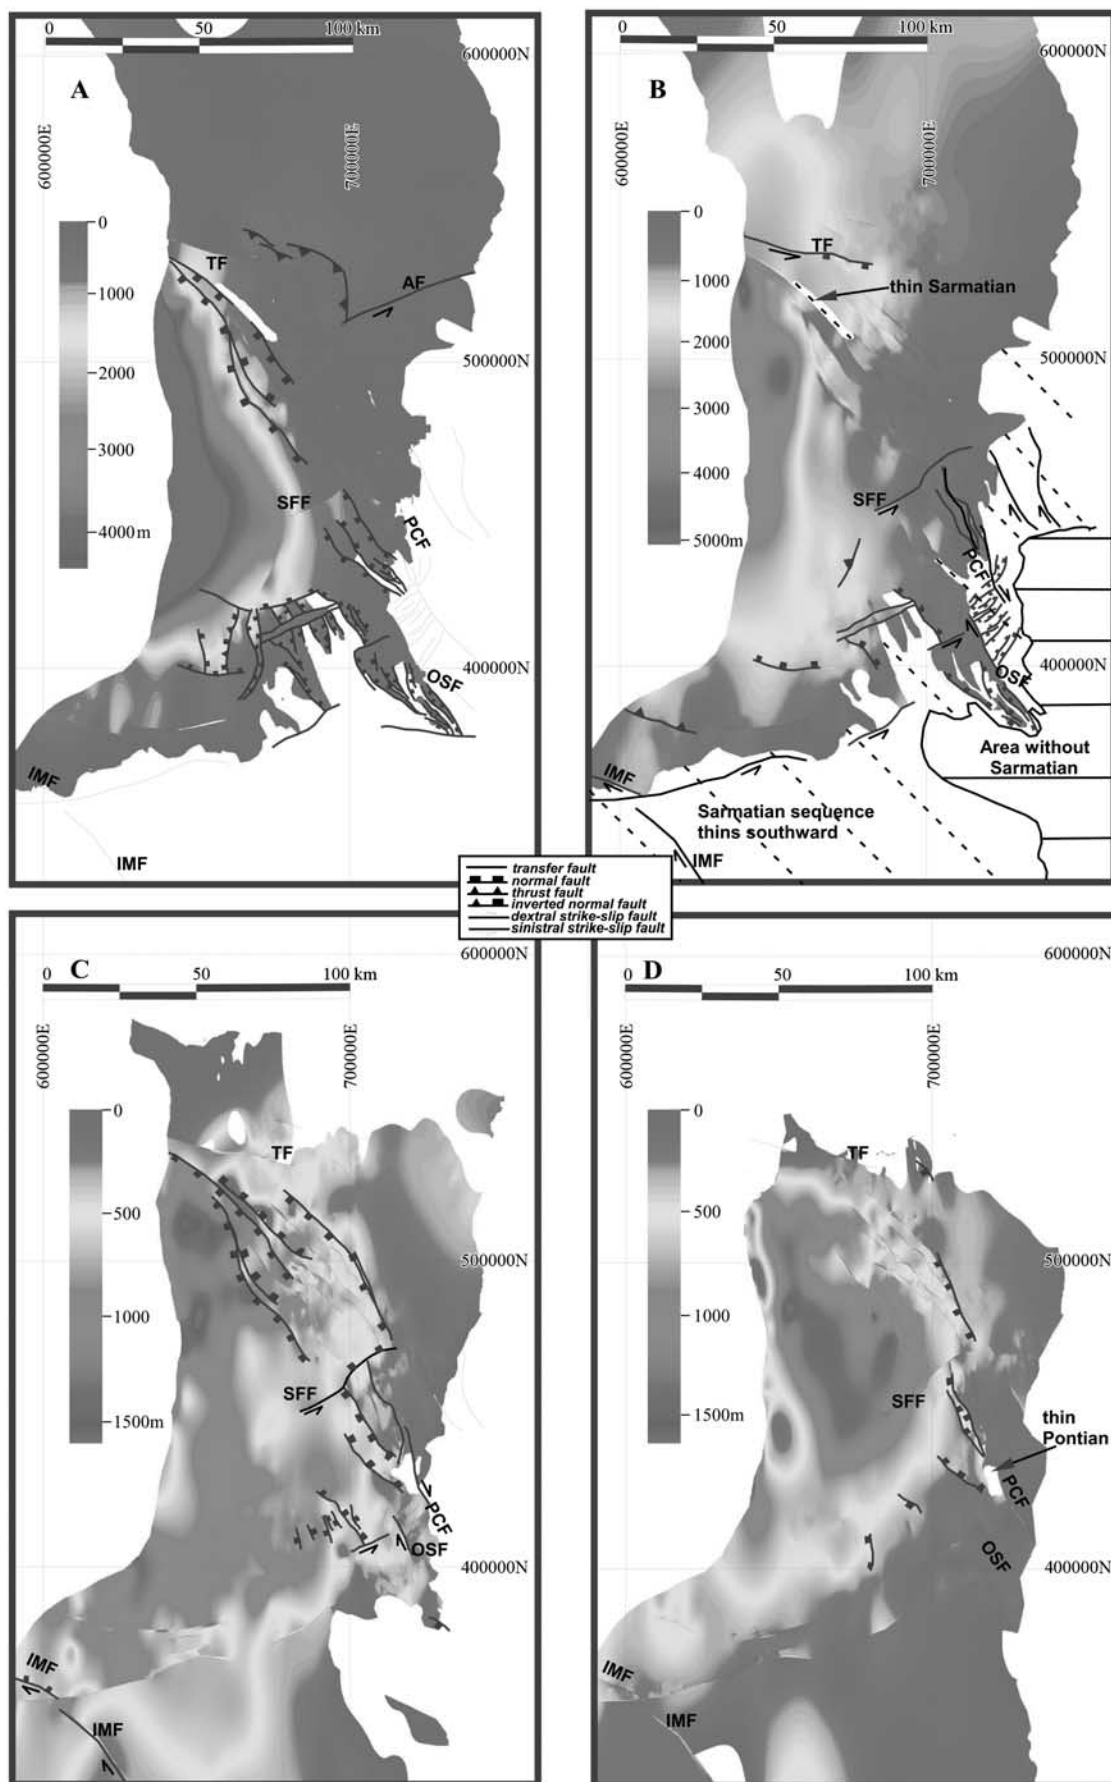 0 50 100 km
600000N
A
600000E
700000E
0
1000
2000
3000
4000m
TF
AF
500000N
SFF
PCF
400000N
OSF
IMF
IMF
0 50 100 km
600000N
B
600000E
700000E
0
1000
2000
3000
4000
5000m
TF
thin Sarmatian
500000N
SFF
PCF
400000N
OSF
Area without
Sarmatian
IMF
Sarmatian sequence
thins southward
IMF
transfer fault
normal fault
thrust fault
inverted normal fault
dextral strike-slip fault
sinistral strike-slip fault
600000N
C
0 50 100 km
600000E
700000E
0
500
1000
1500m
TF
500000N
SFF
PCF
OSF
400000N
IMF
IMF
600000N
D
0 50 100 km
600000E
700000E
0
500
1000
1500m
TF
500000N
SFF
thin
Pontian
PCF
OSF
400000N
IMF
IMF